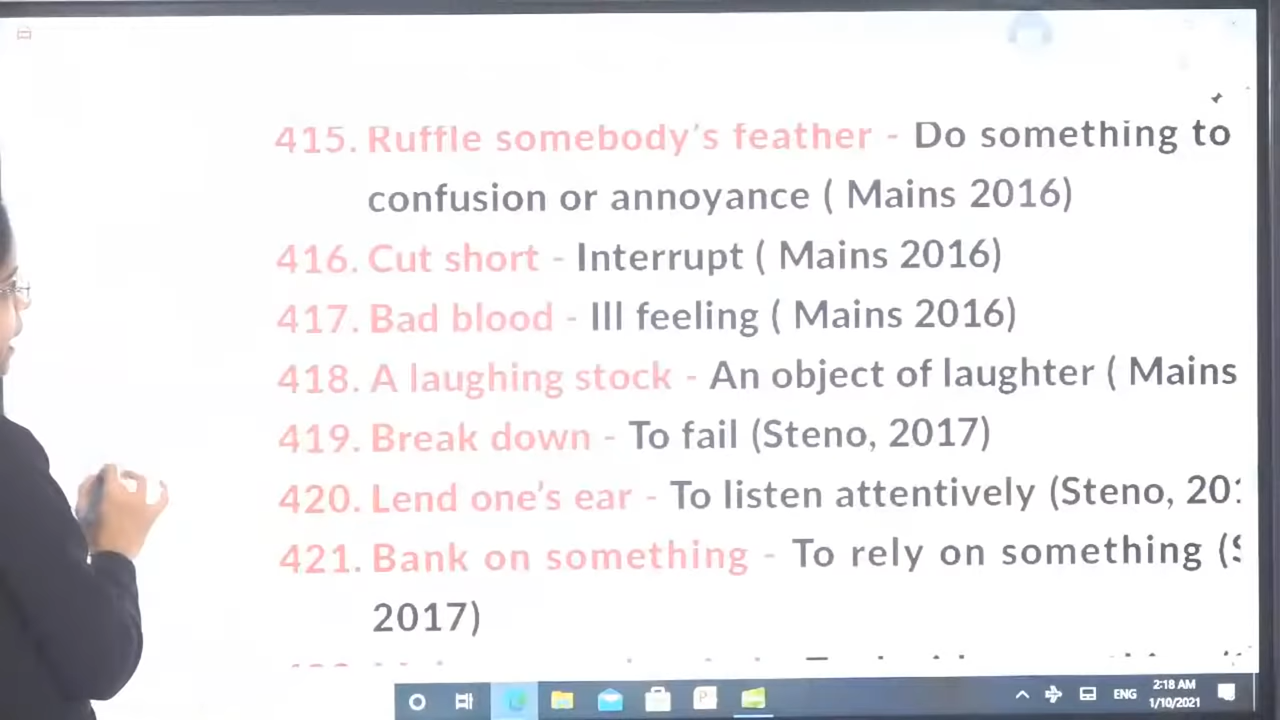 415. Ruffle somebody's feather - Do something to
confusion or annoyance ( Mains 2016)
416. Cut short - Interrupt ( Mains 2016)
417. Bad blood - Ill feeling ( Mains 2016)
418. A laughing stock - An object of laughter ( Mains
419. Break down - To fail (Steno, 2017)
420. Lend one's ear - To listen attentively (Steno,
421. Bank on something - To rely on something
2017)
ENG
2:18 AM
1/10/2021